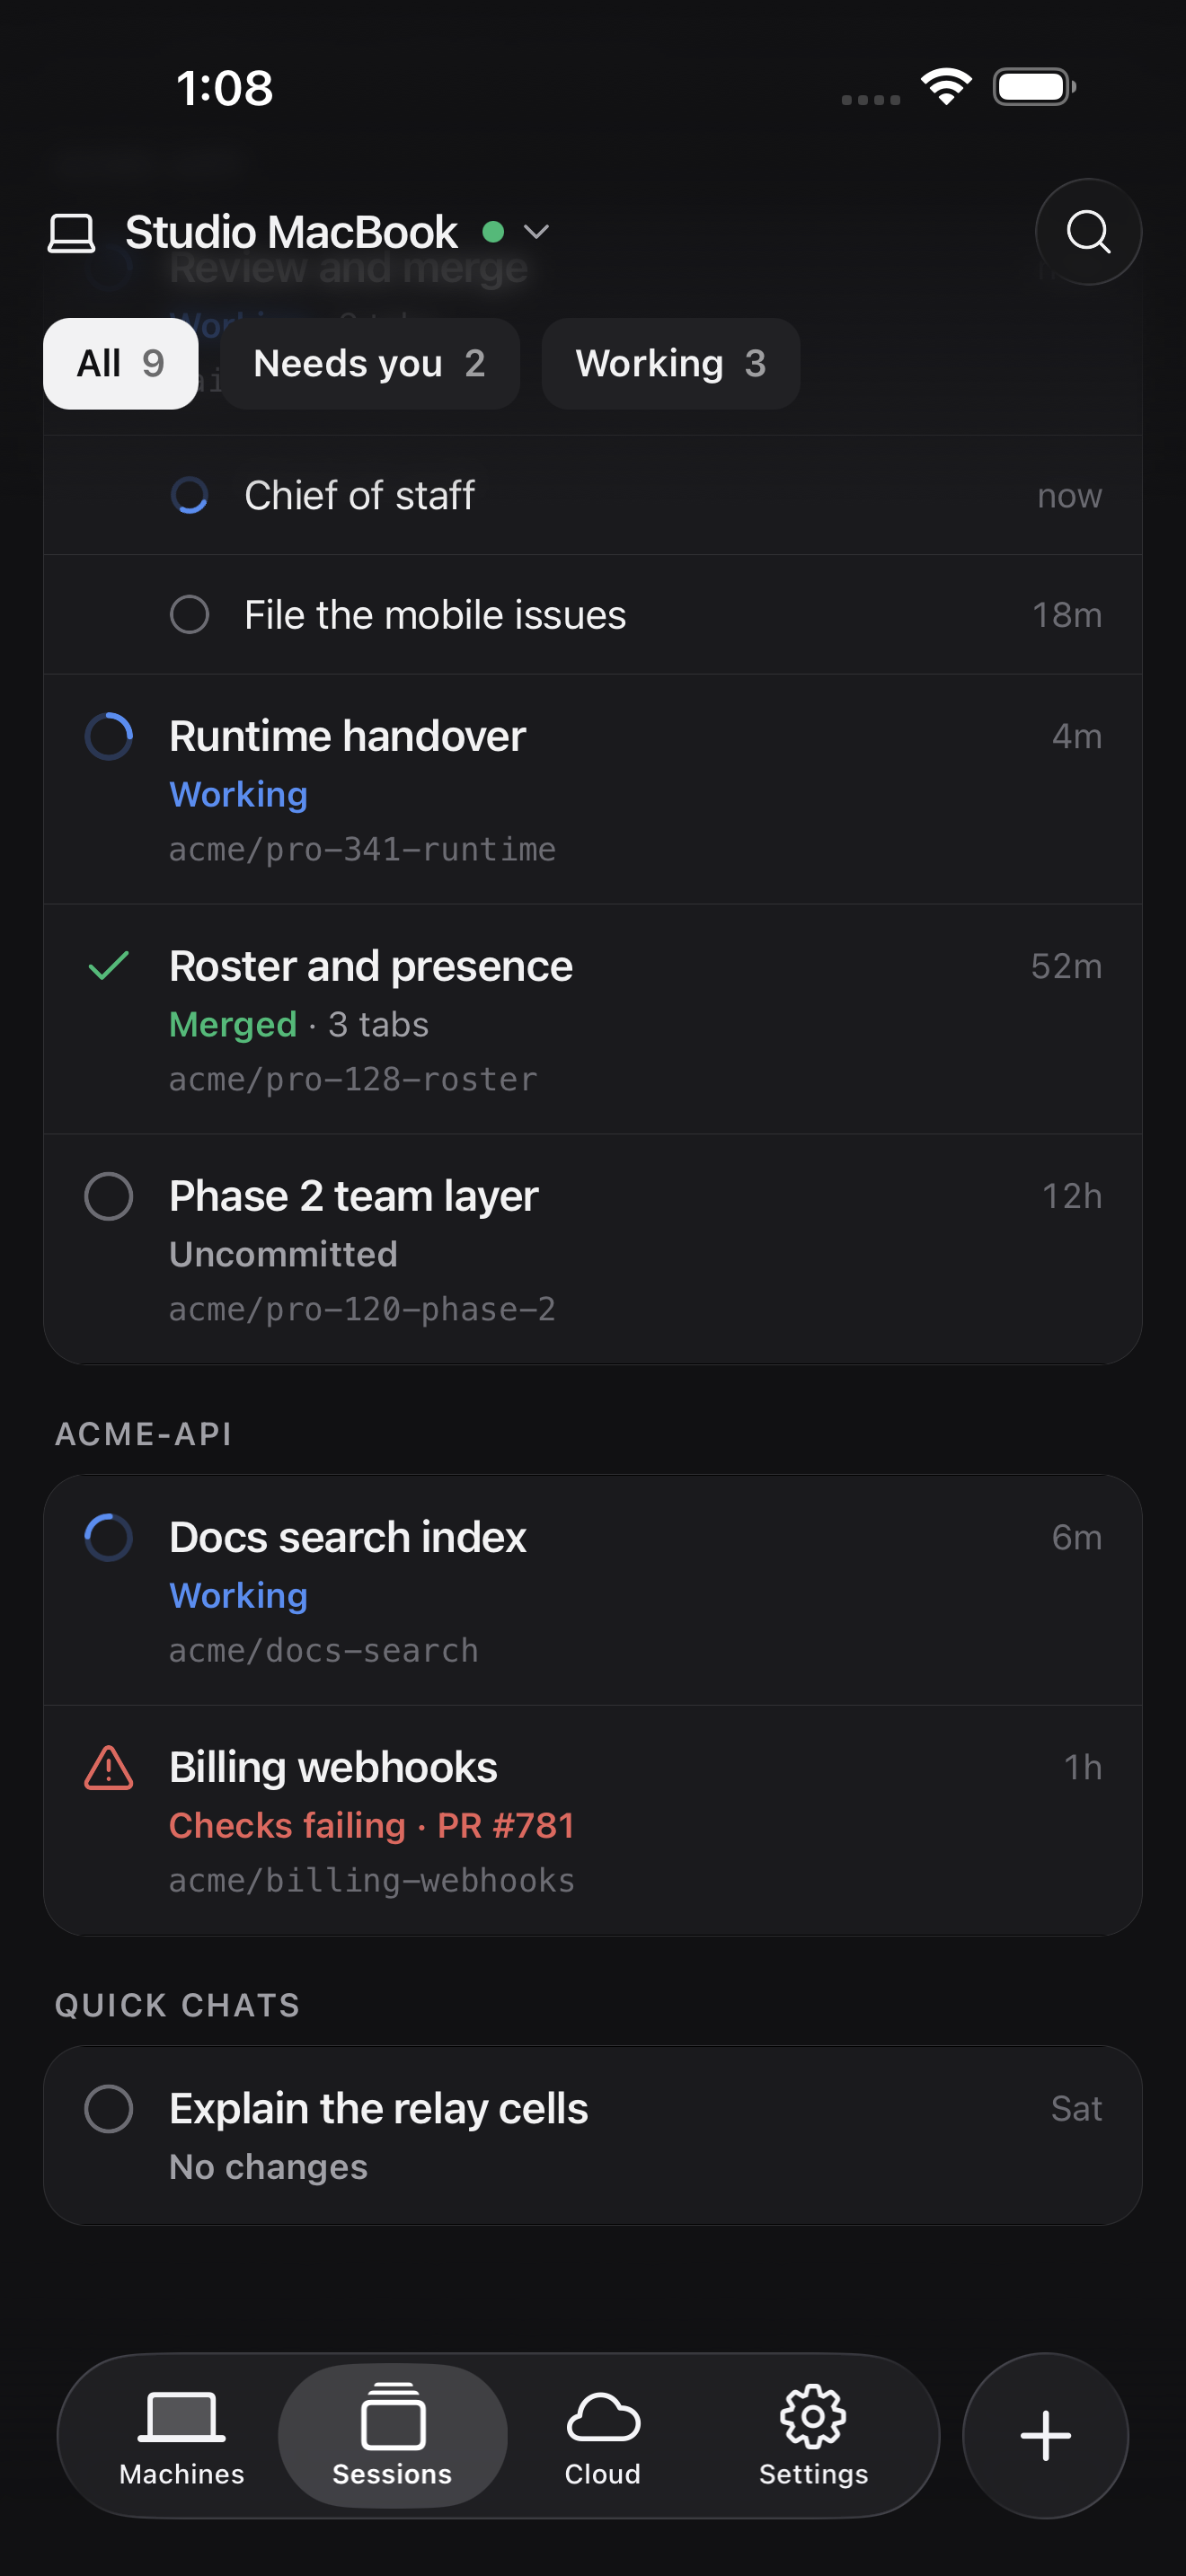 1:08
Studio MacBook
Review and merge
All 9
Needs you 2
Working 3
Chief of staff
now
File the mobile issues
18m
Runtime handover
4m
Working
acme/pro-341-runtime
Roster and presence
52m
Merged · 3 tabs
acme/pro-128-roster
Phase 2 team layer
12h
Uncommitted
acme/pro-120-phase-2
ACME-API
Docs search index
6m
Working
acme/docs-search
Billing webhooks
1h
Checks failing · PR #781
acme/billing-webhooks
QUICK CHATS
Explain the relay cells
Sat
No changes
Machines
Sessions
Cloud
Settings